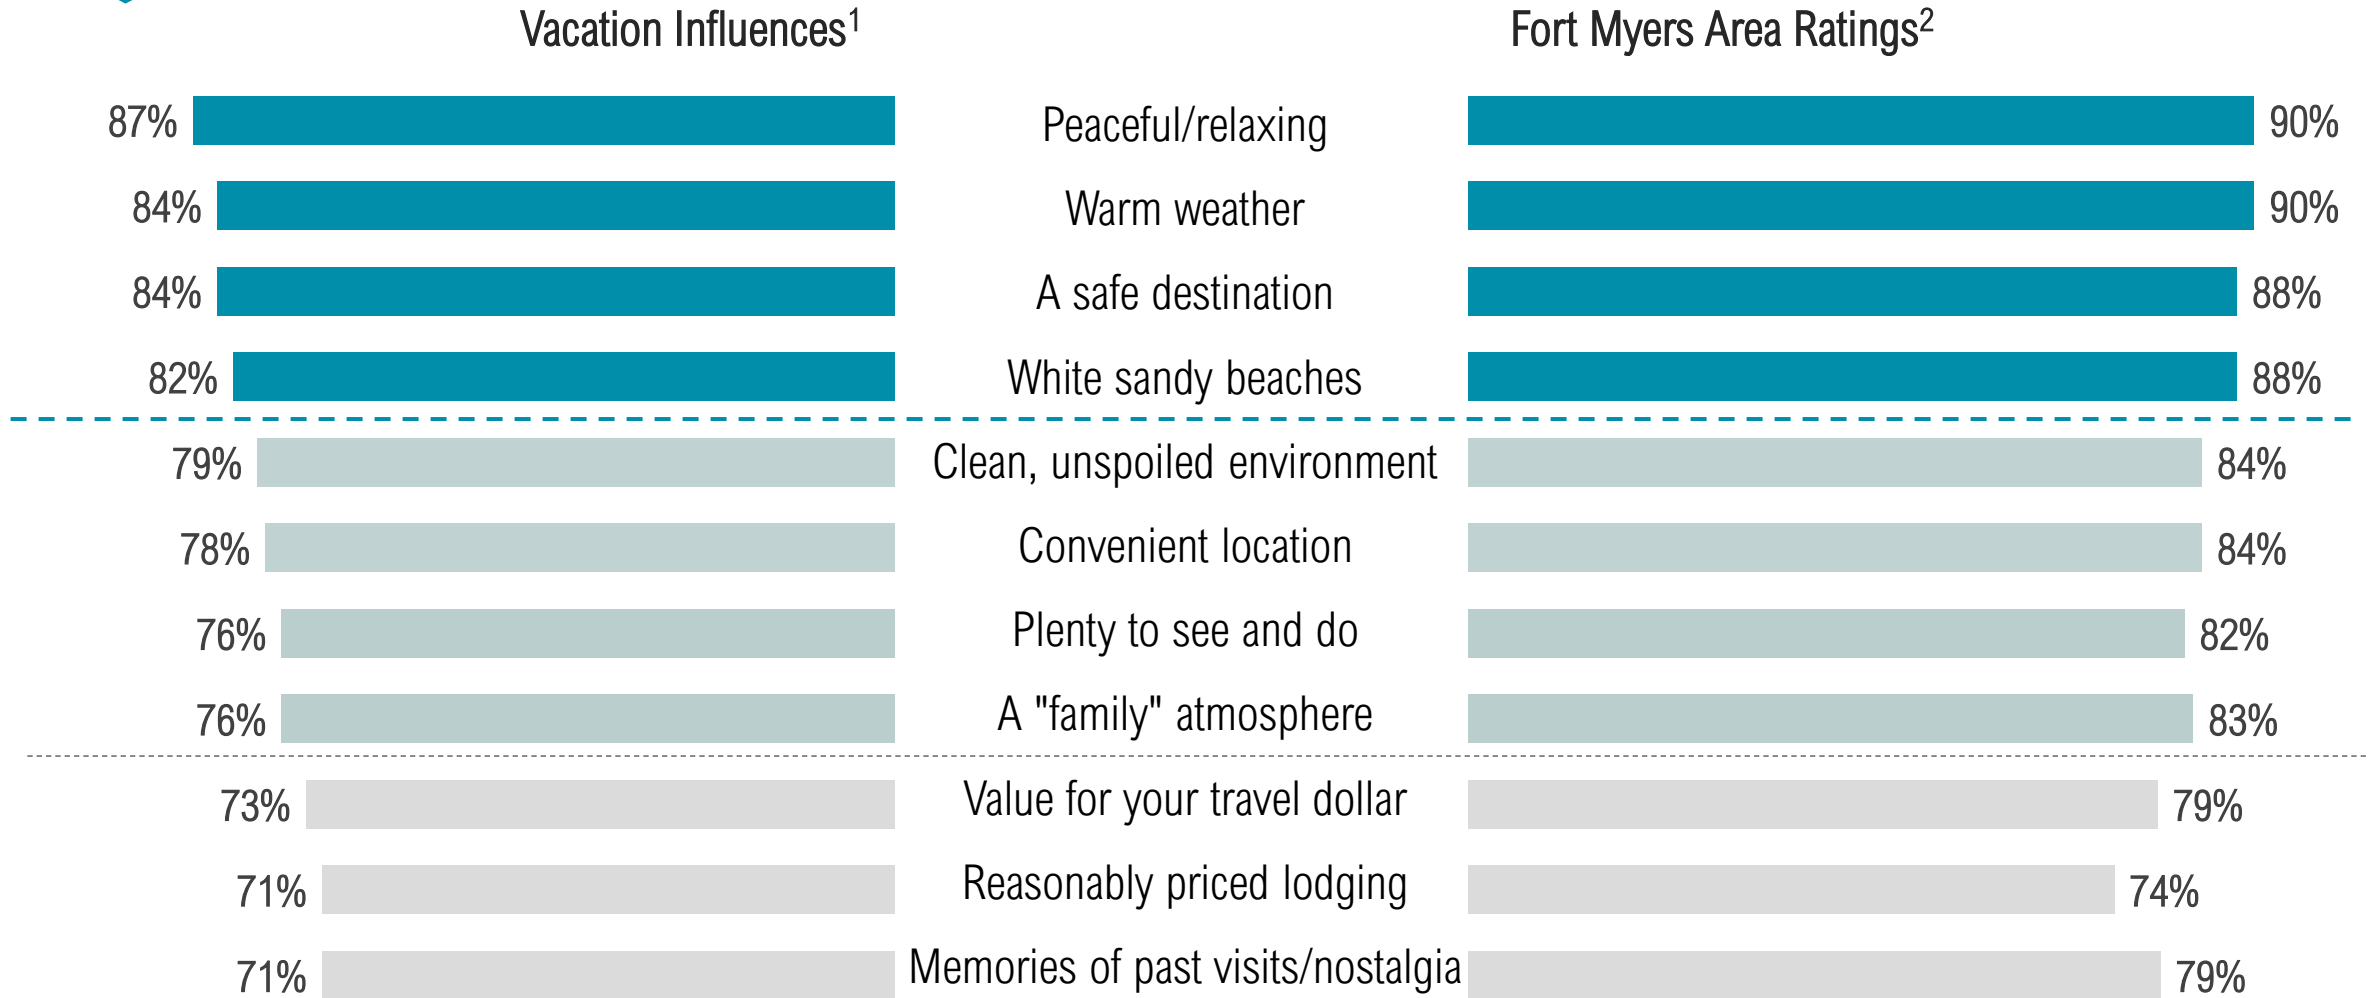 Vacation Influences1 Fort Myers Area Ratings2
87% Peaceful/relaxing 90%
84% Warm weather 90%
84% A safe destination 88%
82% White sandy beaches 88%
79% Clean, unspoiled environment 84%
78% Convenient location 84%
76% Plenty to see and do 82%
76% A "family" atmosphere 83%
73% Value for your travel dollar 79%
71% Reasonably priced lodging 74%
71% Memories of past visits/nostalgia 79%